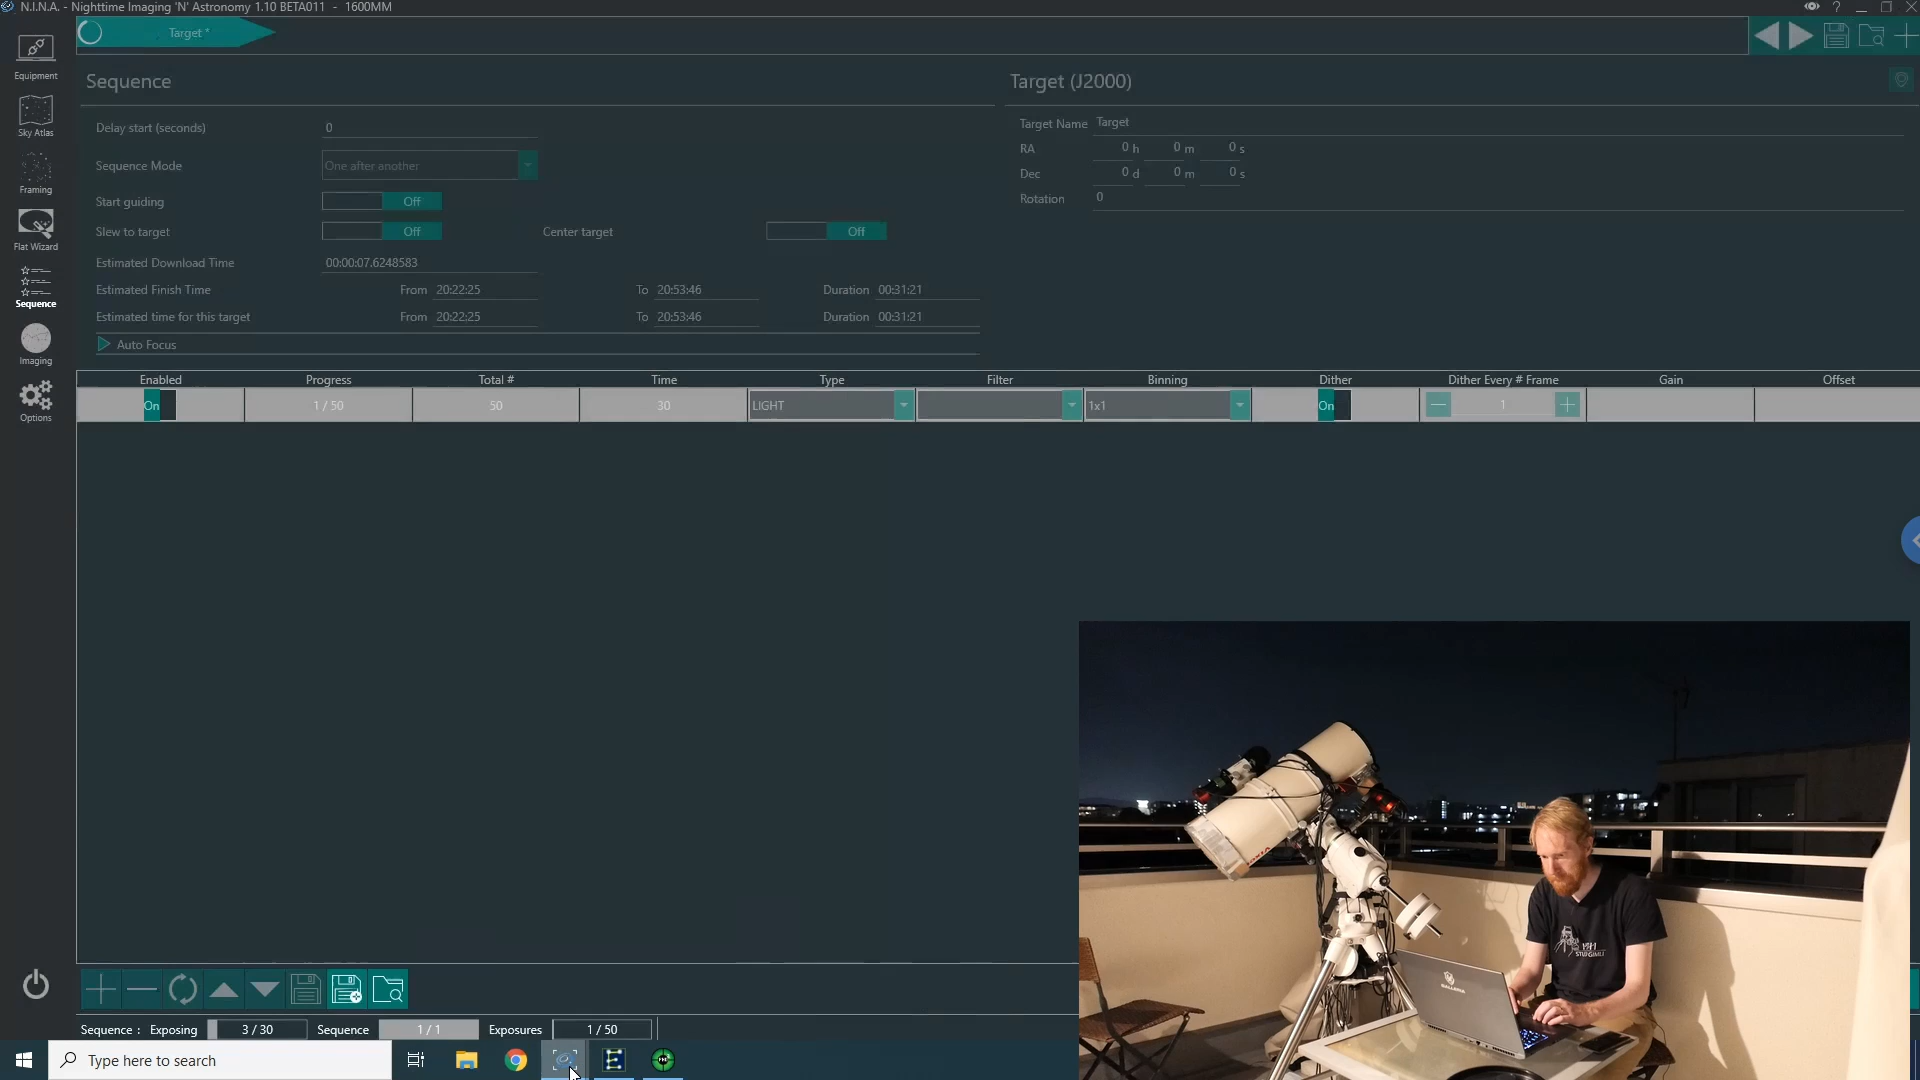 N.I.N.A. - Nighttime Imaging 'N' Astronomy 1.10 BETA011 - 1600MM
Target *
Equipment
Sky Atlas
Framing
Flat Wizard
Sequence
Imaging
Options
Sequence
Delay start (seconds) 0
Sequence Mode One after another
Start guiding Off
Slew to target Off Center target Off
Estimated Download Time 00:00:07.6248583
Estimated Finish Time From 20:22:25 To 20:53:46 Duration 00:31:21
Estimated time for this target From 20:22:25 To 20:53:46 Duration 00:31:21
Auto Focus
Target (J2000)
Target Name Target
RA 0 h 0 m 0 s
Dec 0 d 0 m 0 s
Rotation 0
Enabled Progress Total # Time Type Filter Binning Dither Dither Every # Frame Gain Offset
On 1 / 50 50 30 LIGHT 1x1 On 1
Sequence : Exposing 3 / 30 Sequence 1 / 1 Exposures 1 / 50
Type here to search